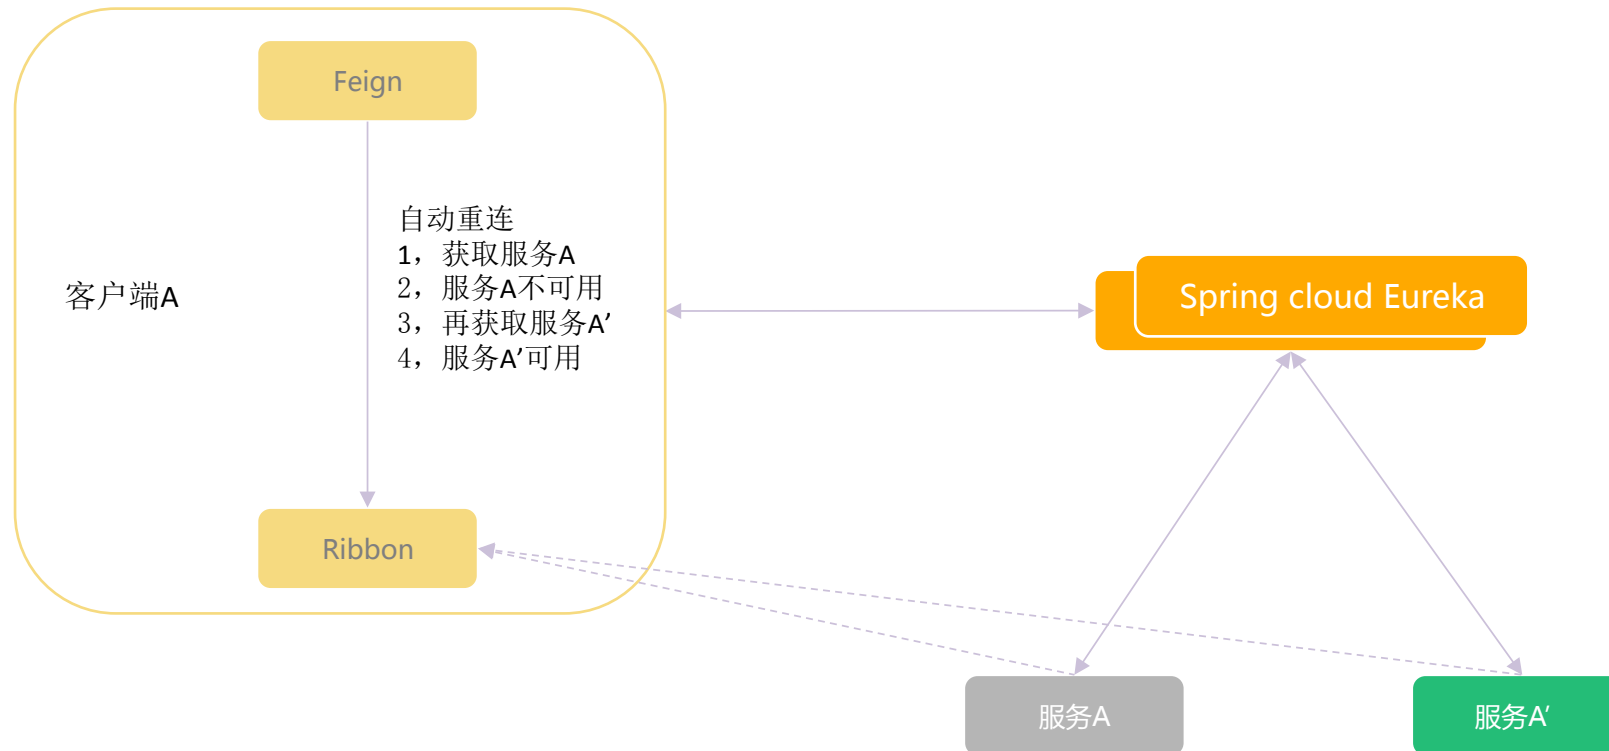 Feign
自动重连
1，获取服务A
2，服务A不可用
3，再获取服务A’
4，服务A’可用
客户端A
Spring cloud Eureka
Ribbon
服务A
服务A‘